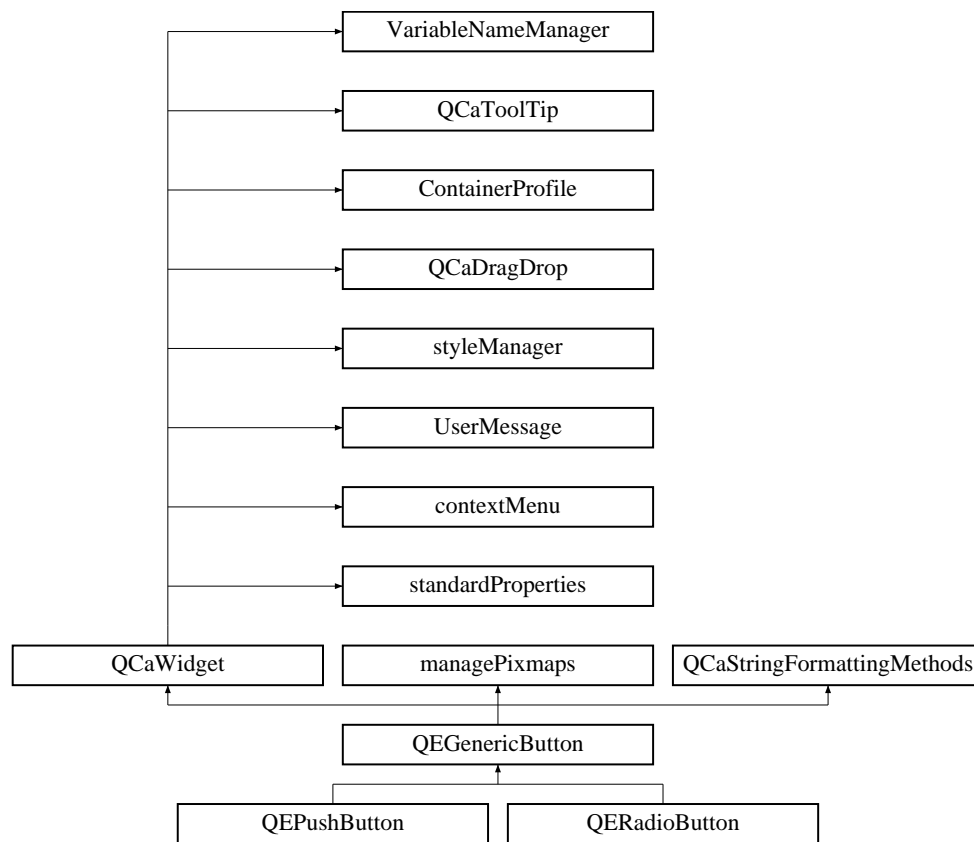 VariableNameManager
QCaToolTip
ContainerProfile
QCaDragDrop
styleManager
UserMessage
contextMenu
standardProperties
QCaWidget
managePixmaps
QCaStringFormattingMethods
QEGenericButton
QEPushButton
QERadioButton